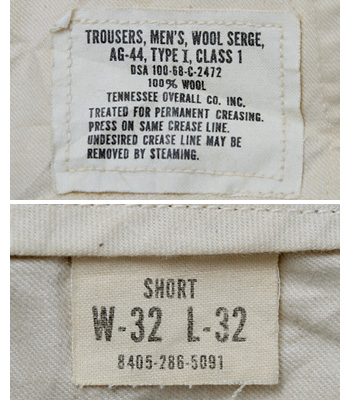 TROUSERS, MEN'S, WOOL SERGE,
AG-44, TYPE I, CLASS 1
DSA 100-68-C-2472
100% WOOL
TENNESSEE OVERALL CO. INC.
TREATED FOR PERMANENT CREASING.
PRESS ON SAME CREASE LINE.
UNDESIRED CREASE LINE MAY BE
REMOVED BY STEAMING.
SHORT
W-32 L-32
8405-286-5091